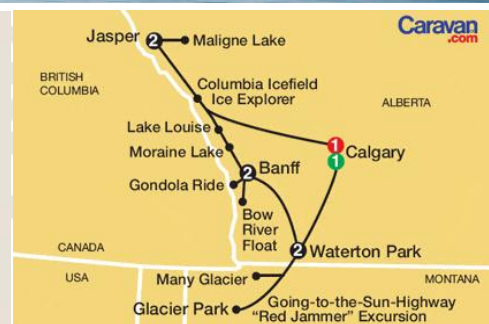 Caravan
.com
Jasper 2 Maligne Lake
BRITISH
COLUMBIA
Columbia Icefield
Ice Explorer
ALBERTA
Lake Louise
1
Calgary
1
Moraine Lake
2 Banff
Gondola Ride
Bow
River
Float
CANADA
2 Waterton Park
USA
Many Glacier
MONTANA
Glacier Park
Going-to-the-Sun-Highway
“Red Jammer” Excursion